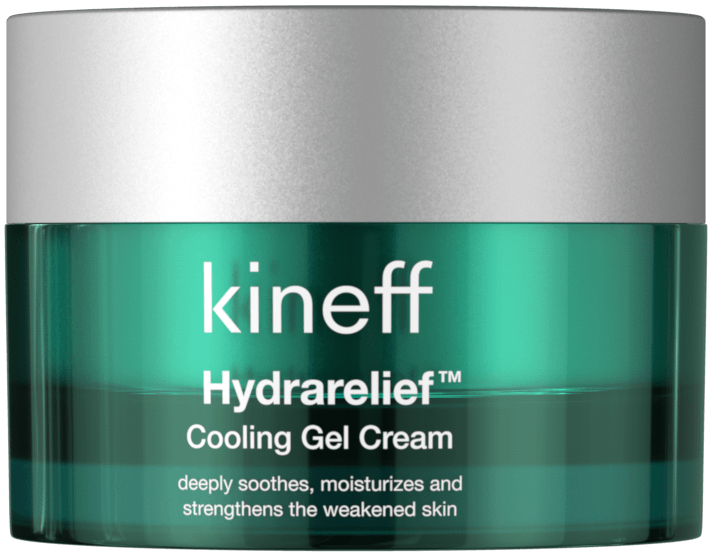 kineff
Hydrarelief™
Cooling Gel Cream
deeply soothes, moisturizes and
strengthens the weakened skin